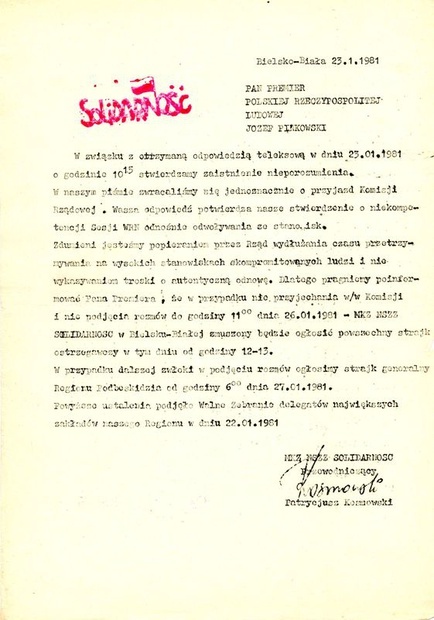 Bielsko-Biała 23.1.1981
Solidarność
PAN PREMIER
POLSKIEJ RZECZYPOSPOLITEJ
LUDOWEJ
JOZEF PIŁKOWSKI
W związku z otrzymaną odpowiedzią teleksową w dniu 23.01.1981
o godzinie 10¹⁵ stwierdzamy zaistnienie nieporozumienia.
W naszym piśmie zwracaliśmy się jednoznacznie o przyjazd Komisji
Rządowej. Wasza odpowiedź potwierdza nasze stwierdzenie o niekompe-
tencji Sesji WRN odnośnie odwoływania ze stanowisk.
Zdumieni jesteśmy popieraniem przez Rząd wydłużania czasu przetrzy-
mywania na wysokich stanowiskach skompromitowanych ludzi i nie
wykazywaniem troski o autentyczną odnowę. Dlatego pragniemy poinfor-
mować Pana Premiera, że w przypadku nie przyjechania w/w Komisji
i nie podjęcia rozmów do godziny 11⁰⁰ dnia 26.01.1981 - MKZ NSZZ
SOLIDARNOSC w Bielsku-Białej zmuszony będzie ogłosić powszechny strajk
ostrzegawczy w tym dniu od godziny 12-13.
W przypadku dalszej zwłoki w podjęciu rozmów ogłosimy strajk generalny
Regionu Podbeskidzia od godziny 6⁰⁰ dnia 27.01.1981.
Powyższe ustalenia podjęło Walne Zebranie delegatów największych
zakładów naszego Regionu w dniu 22.01.1981
MKZ NSZZ SOLIDARNOSC
Przewodniczący
Patrycjusz Kosmowski